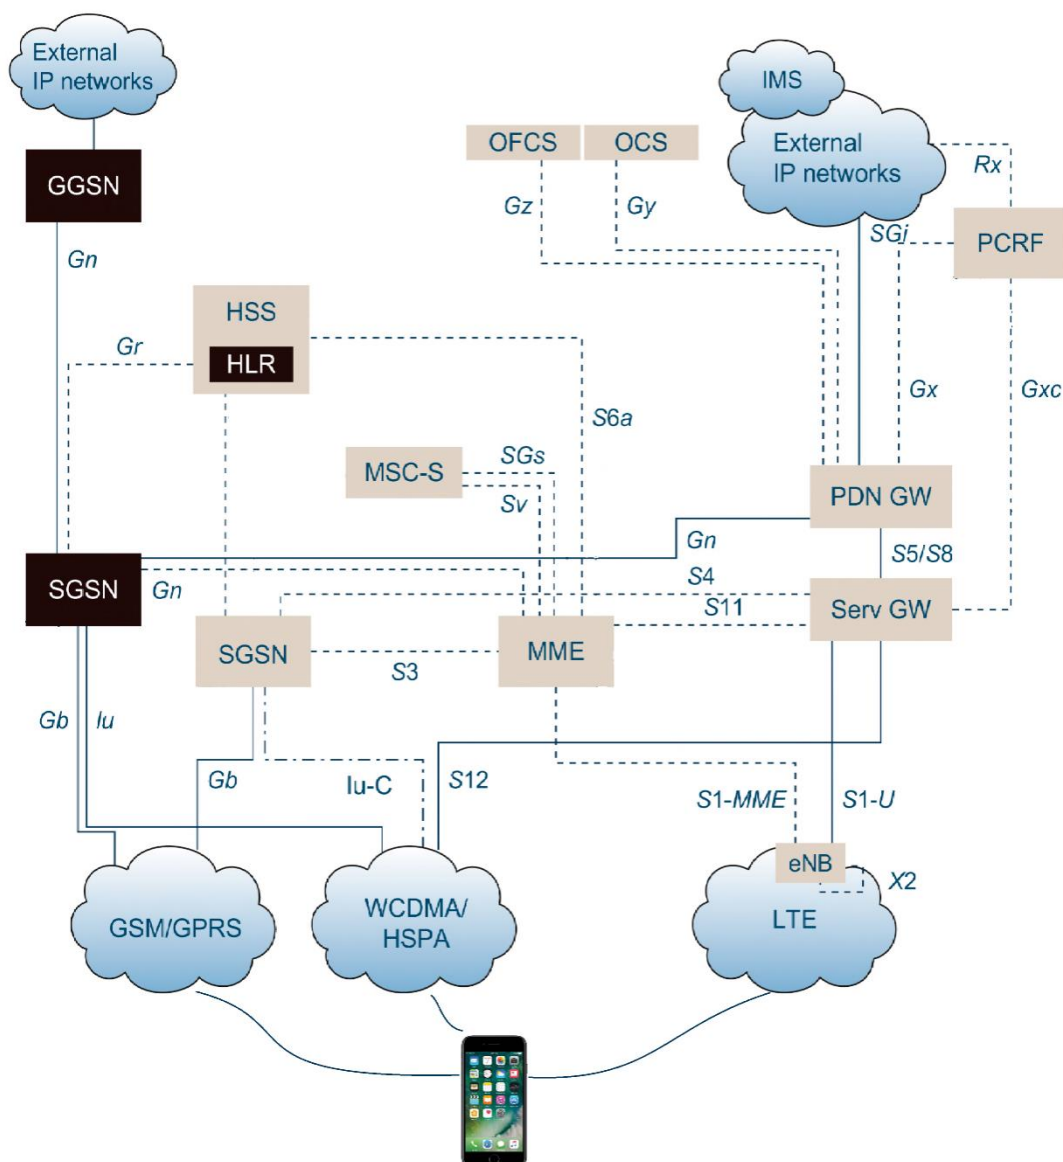 External
IP networks
IMS
OFCS
OCS
External
IP networks
Rx
GGSN
Gz
Gy
SGi
PCRF
Gn
HSS
Gr
HLR
Gx
Gxc
S6a
MSC-S
SGs
Sv
PDN GW
Gn
S5/S8
SGSN
Gn
S4
S11
Serv GW
SGSN
S3
MME
Gb
Iu
Gb
Iu-C
S12
S1-MME
S1-U
eNB
X2
GSM/GPRS
WCDMA/
HSPA
LTE